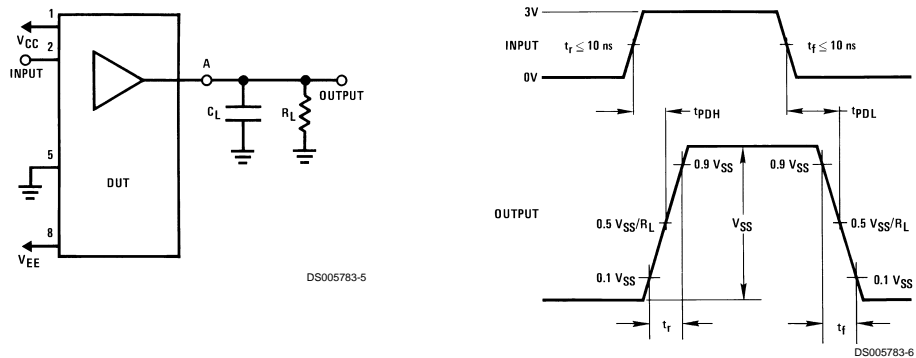 1
VCC
2
INPUT
A
OUTPUT
CL
RL
5
DUT
8
VEE
DS005783-5
3V
INPUT
tr ≤ 10 ns
tf ≤ 10 ns
0V
tPDH
tPDL
0.9 VSS
0.9 VSS
OUTPUT
0.5 VSS/RL
VSS
0.5 VSS/RL
0.1 VSS
0.1 VSS
tr
tf
DS005783-6